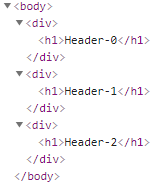 <body>
<div>
<h1>Header-0</h1>
</div>
<div>
<h1>Header-1</h1>
</div>
<div>
<h1>Header-2</h1>
</div>
</body>